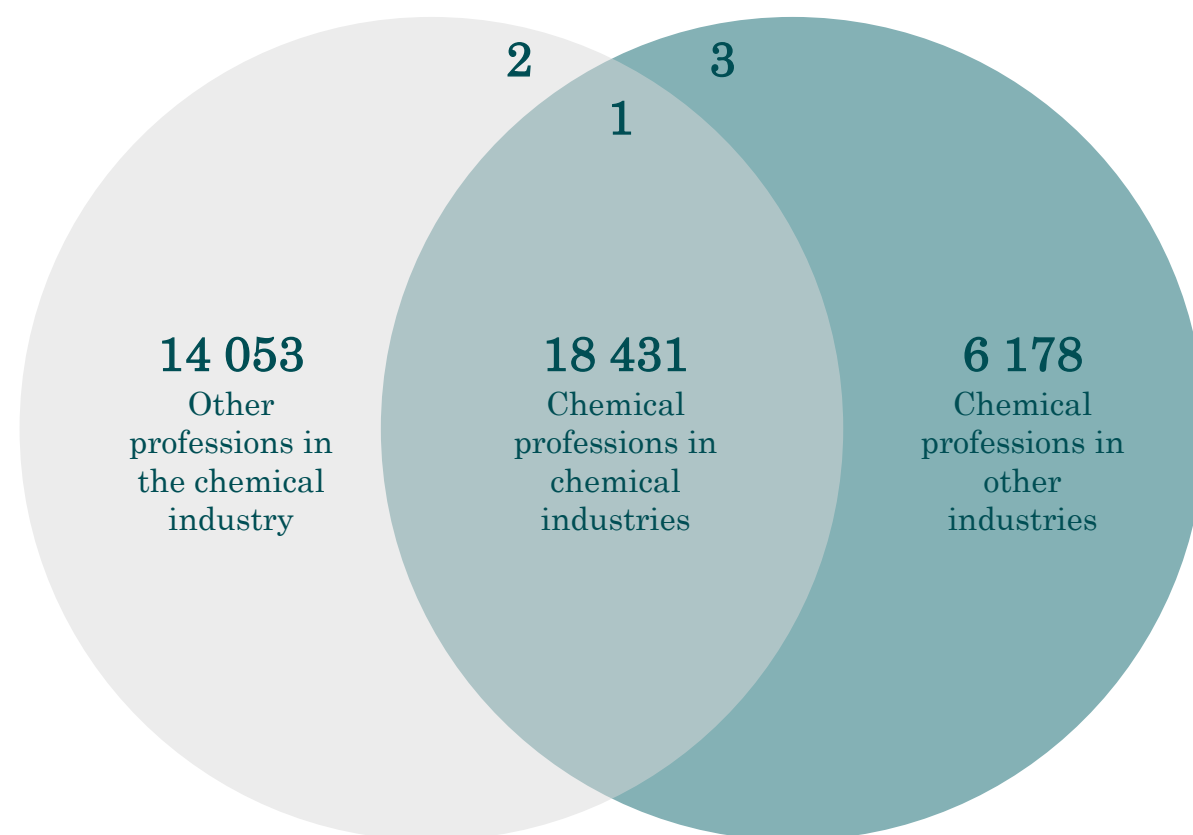 2
3
1
14 053
Other
professions in
the chemical
industry
18 431
Chemical
professions in
chemical
industries
6 178
Chemical
professions in
other
industries